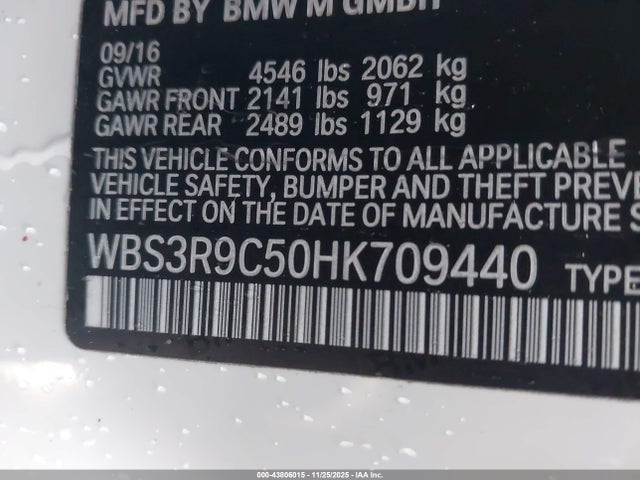 MFD BY BMW M GMBH
09/16
GVWR 4546 lbs 2062 kg
GAWR FRONT 2141 lbs 971 kg
GAWR REAR 2489 lbs 1129 kg
THIS VEHICLE CONFORMS TO ALL APPLICABLE
VEHICLE SAFETY, BUMPER AND THEFT PREVE
IN EFFECT ON THE DATE OF MANUFACTURE S
WBS3R9C50HK709440 TYPE
000-43806015 - 11/25/2025 - IAAI.com